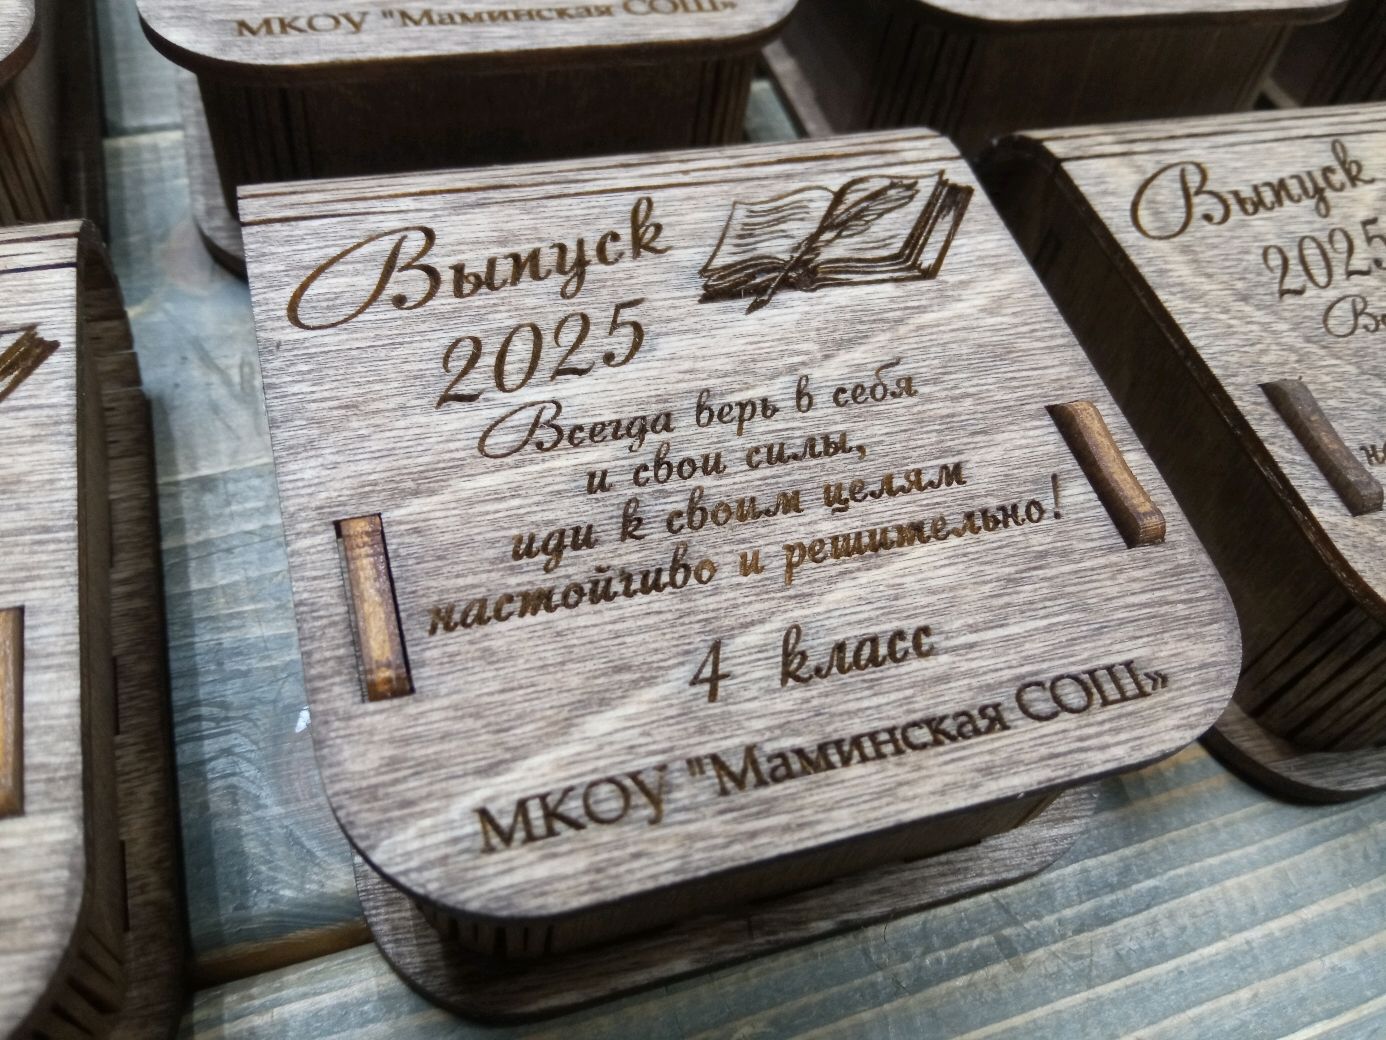 МКОУ "Маминская СОШ»
Выпуск
2025
Всегда верь в себя
и свои силы,
иди к своим целям
настойчиво и решительно!
4 класс
МКОУ "Маминская СОШ»
Выпуск
2025